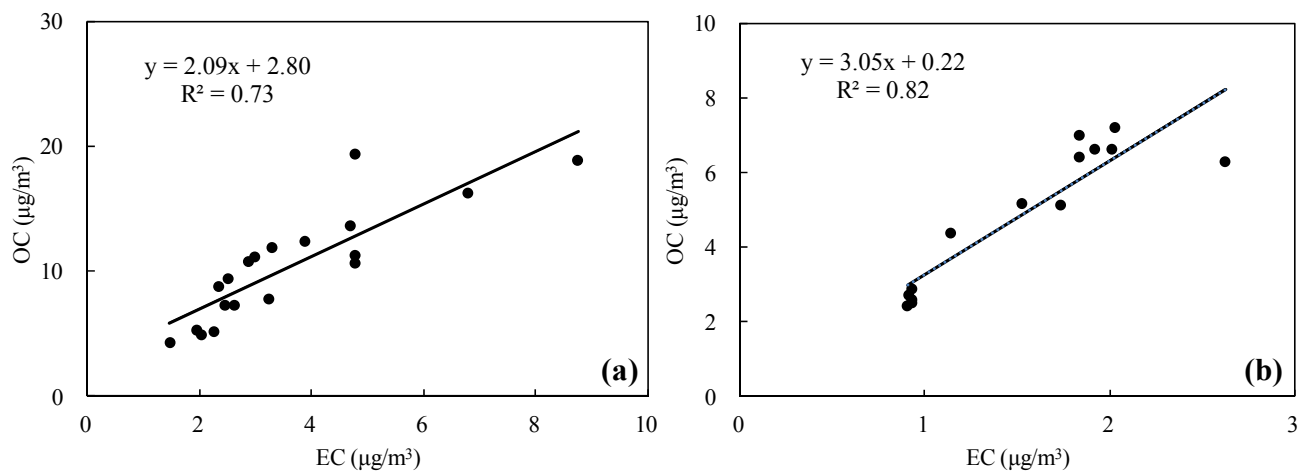 30
20
10
0
OC (μg/m³)
y = 2.09x + 2.80
R² = 0.73
(a)
0 2 4 6 8 10
EC (μg/m³)
10
8
6
4
2
0
OC (μg/m³)
y = 3.05x + 0.22
R² = 0.82
(b)
0 1 2 3
EC (μg/m³)